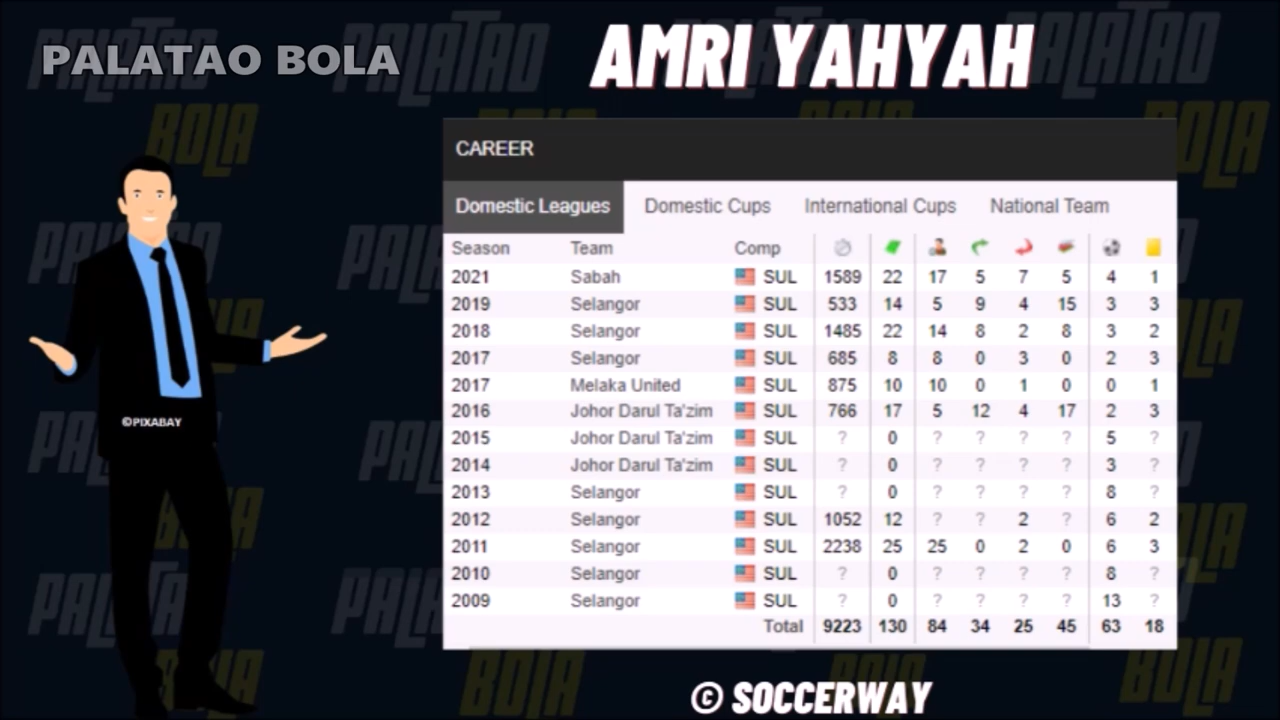 PALATAO BOLA
AMRI YAHYAH
CAREER
Domestic Leagues Domestic Cups International Cups National Team
Season Team Comp
2021 Sabah SUL 1589 22 17 5 7 5 4 1
2019 Selangor SUL 533 14 5 9 4 15 3 3
2018 Selangor SUL 1485 22 14 8 2 8 3 2
2017 Selangor SUL 685 8 8 0 3 0 2 3
2017 Melaka United SUL 875 10 10 0 1 0 0 1
2016 Johor Darul Ta'zim SUL 766 17 5 12 4 17 2 3
2015 Johor Darul Ta'zim SUL ? 0 ? ? ? ? 5 ?
2014 Johor Darul Ta'zim SUL ? 0 ? ? ? ? 3 ?
2013 Selangor SUL ? 0 ? ? ? ? 8 ?
2012 Selangor SUL 1052 12 ? ? 2 ? 6 2
2011 Selangor SUL 2238 25 25 0 2 0 6 3
2010 Selangor SUL ? 0 ? ? ? ? 8 ?
2009 Selangor SUL ? 0 ? ? ? ? 13 ?
Total 9223 130 84 34 25 45 63 18
©PIXABAY
© SOCCERWAY